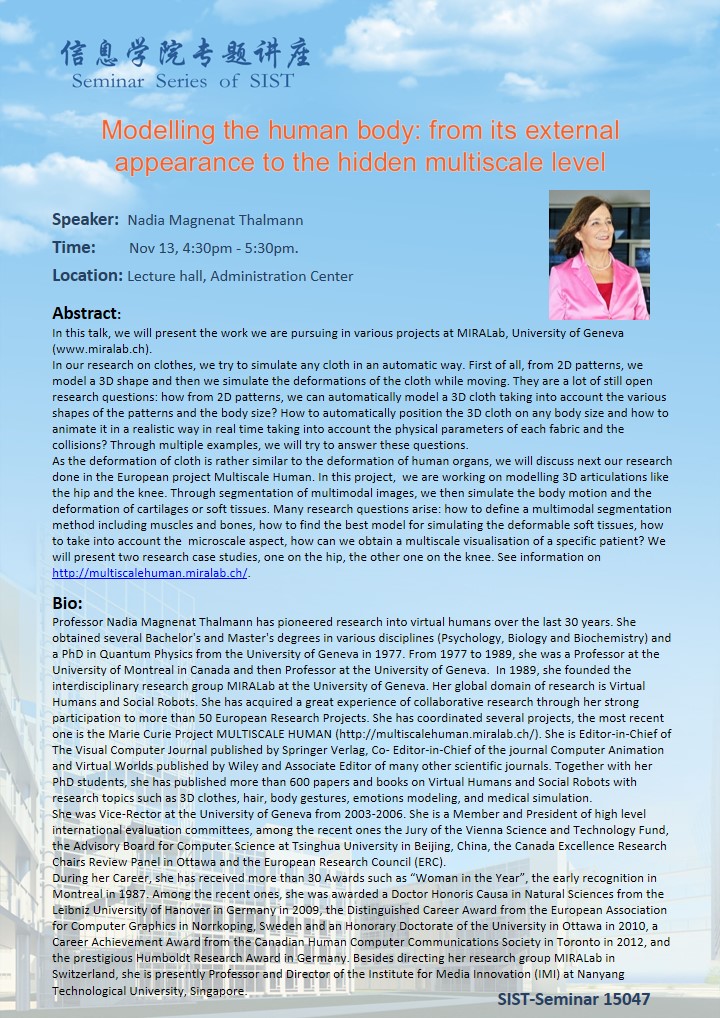 信息学院专题讲座
Seminar Series of SIST
Modelling the human body: from its external
appearance to the hidden multiscale level
Speaker: Nadia Magnenat Thalmann
Time: Nov 13, 4:30pm - 5:30pm.
Location: Lecture hall, Administration Center
Abstract:
In this talk, we will present the work we are pursuing in various projects at MIRALab, University of Geneva
(www.miralab.ch).
In our research on clothes, we try to simulate any cloth in an automatic way. First of all, from 2D patterns, we
model a 3D shape and then we simulate the deformations of the cloth while moving. They are a lot of still open
research questions: how from 2D patterns, we can automatically model a 3D cloth taking into account the various
shapes of the patterns and the body size? How to automatically position the 3D cloth on any body size and how to
animate it in a realistic way in real time taking into account the physical parameters of each fabric and the
collisions? Through multiple examples, we will try to answer these questions.
As the deformation of cloth is rather similar to the deformation of human organs, we will discuss next our research
done in the European project Multiscale Human. In this project, we are working on modelling 3D articulations like
the hip and the knee. Through segmentation of multimodal images, we then simulate the body motion and the
deformation of cartilages or soft tissues. Many research questions arise: how to define a multimodal segmentation
method including muscles and bones, how to find the best model for simulating the deformable soft tissues, how
to take into account the microscale aspect, how can we obtain a multiscale visualisation of a specific patient? We
will present two research case studies, one on the hip, the other one on the knee. See information on
http://multiscalehuman.miralab.ch/.
Bio:
Professor Nadia Magnenat Thalmann has pioneered research into virtual humans over the last 30 years. She
obtained several Bachelor's and Master's degrees in various disciplines (Psychology, Biology and Biochemistry) and
a PhD in Quantum Physics from the University of Geneva in 1977. From 1977 to 1989, she was a Professor at the
University of Montreal in Canada and then Professor at the University of Geneva. In 1989, she founded the
interdisciplinary research group MIRALab at the University of Geneva. Her global domain of research is Virtual
Humans and Social Robots. She has acquired a great experience of collaborative research through her strong
participation to more than 50 European Research Projects. She has coordinated several projects, the most recent
one is the Marie Curie Project MULTISCALE HUMAN (http://multiscalehuman.miralab.ch/). She is Editor-in-Chief of
The Visual Computer Journal published by Springer Verlag, Co- Editor-in-Chief of the journal Computer Animation
and Virtual Worlds published by Wiley and Associate Editor of many other scientific journals. Together with her
PhD students, she has published more than 600 papers and books on Virtual Humans and Social Robots with
research topics such as 3D clothes, hair, body gestures, emotions modeling, and medical simulation.
She was Vice-Rector at the University of Geneva from 2003-2006. She is a Member and President of high level
international evaluation committees, among the recent ones the Jury of the Vienna Science and Technology Fund,
the Advisory Board for Computer Science at Tsinghua University in Beijing, China, the Canada Excellence Research
Chairs Review Panel in Ottawa and the European Research Council (ERC).
During her Career, she has received more than 30 Awards such as “Woman in the Year”, the early recognition in
Montreal in 1987. Among the recent ones, she was awarded a Doctor Honoris Causa in Natural Sciences from the
Leibniz University of Hanover in Germany in 2009, the Distinguished Career Award from the European Association
for Computer Graphics in Norrkoping, Sweden and an Honorary Doctorate of the University in Ottawa in 2010, a
Career Achievement Award from the Canadian Human Computer Communications Society in Toronto in 2012, and
the prestigious Humboldt Research Award in Germany. Besides directing her research group MIRALab in
Switzerland, she is presently Professor and Director of the Institute for Media Innovation (IMI) at Nanyang
Technological University, Singapore.
SIST-Seminar 15047